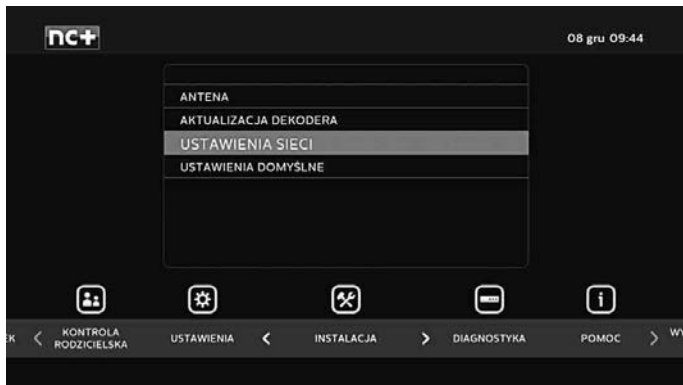 nc+
08 gru 09:44
ANTENA
AKTUALIZACJA DEKODERA
USTAWIENIA SIECI
USTAWIENIA DOMYŚLNE
KONTROLA
RODZICIELSKA
USTAWIENIA
INSTALACJA
DIAGNOSTYKA
POMOC